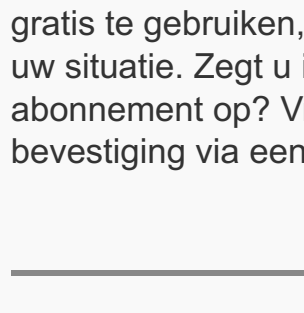 gratis te gebruiken,
uw situatie. Zegt u
abonnement op?
bevestiging via een